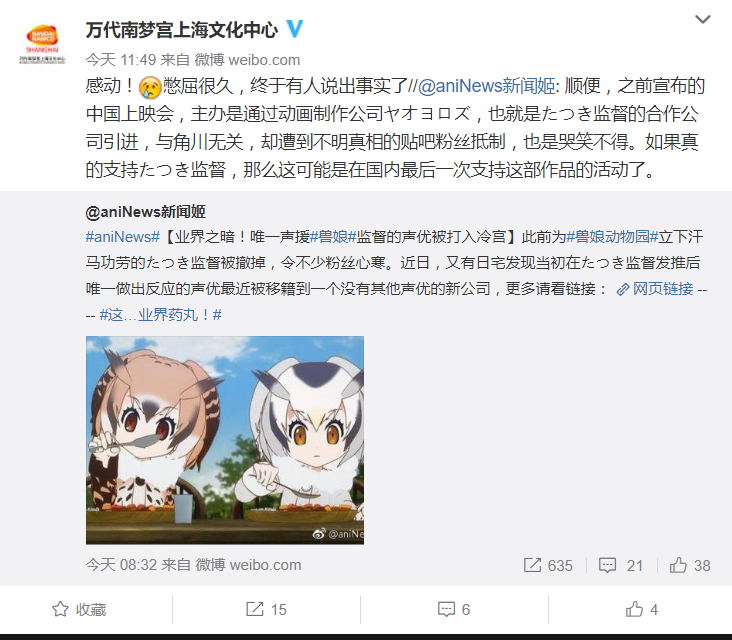 BANDAI
NAMCO
SHANGHAI
万代南梦宫上海文化中心
万代南梦宫上海文化中心 V
今天 11:49 来自 微博 weibo.com
感动！憋屈很久，终于有人说出事实了//@aniNews新闻姬: 顺便，之前宣布的
中国上映会，主办是通过动画制作公司ヤオヨロズ，也就是たつき监督的合作公
司引进，与角川无关，却遭到不明真相的贴吧粉丝抵制，也是哭笑不得。如果真
的支持たつき监督，那么这可能是在国内最后一次支持这部作品的活动了。
@aniNews新闻姬
#aniNews#【业界之暗！唯一声援#兽娘#监督的声优被打入冷宫】此前为#兽娘动物园#立下汗
马功劳的たつき监督被撤掉，令不少粉丝心寒。近日，又有日宅发现当初在たつき监督发推后
唯一做出反应的声优最近被移籍到一个没有其他声优的新公司，更多请看链接： 网页链接 --
-- #这…业界药丸！#
@aniNe
今天 08:32 来自 微博 weibo.com 635 21 38
收藏 15 6 4